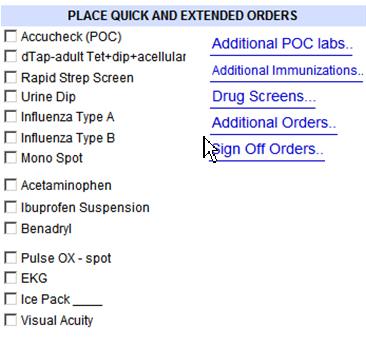 PLACE QUICK AND EXTENDED ORDERS
Accucheck (POC)
dTap-adult Tet+dip+acellular
Rapid Strep Screen
Urine Dip
Influenza Type A
Influenza Type B
Mono Spot
Acetaminophen
Ibuprofen Suspension
Benadryl
Pulse OX - spot
EKG
Ice Pack ____
Visual Acuity
Additional POC labs..
Additional Immunizations..
Drug Screens...
Additional Orders..
Sign Off Orders..